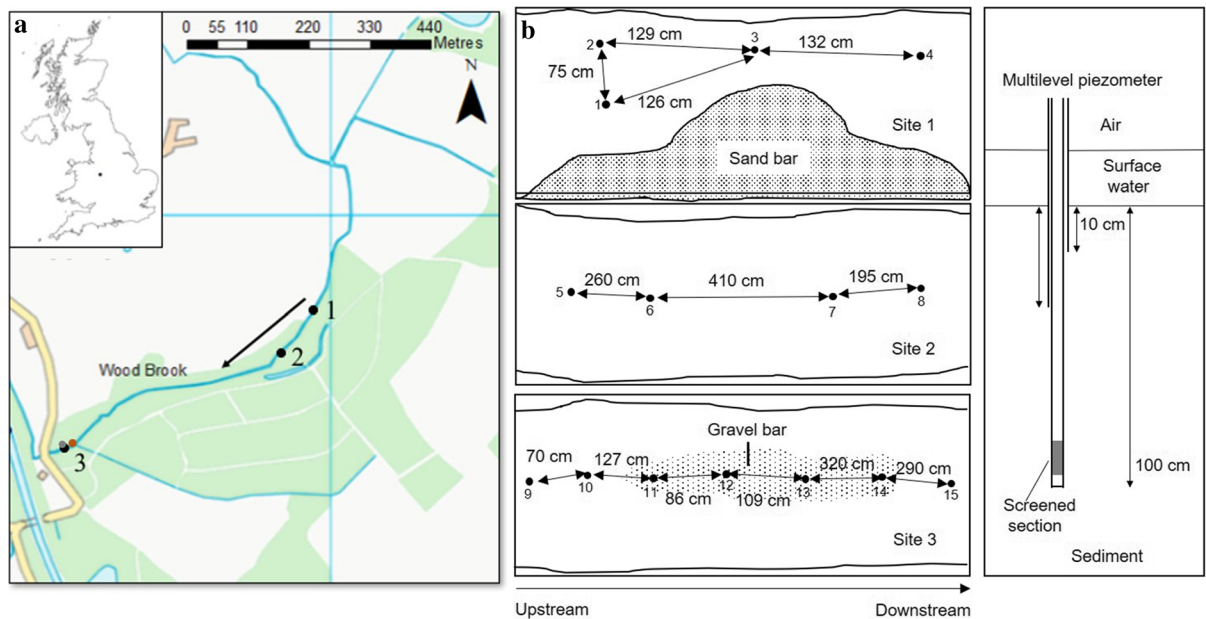 a
0 55 110 220 330 440
Metres
N
1
2
Wood Brook
3
b
2
129 cm
3
132 cm
4
75 cm
1
126 cm
Site 1
Sand bar
5
260 cm
6
410 cm
7
195 cm
8
Site 2
Gravel bar
70 cm
127 cm
320 cm
290 cm
9
10
11
86 cm
12
109 cm
13
14
15
Site 3
Upstream
Downstream
Multilevel piezometer
Air
Surface
water
10 cm
100 cm
Screened
section
Sediment